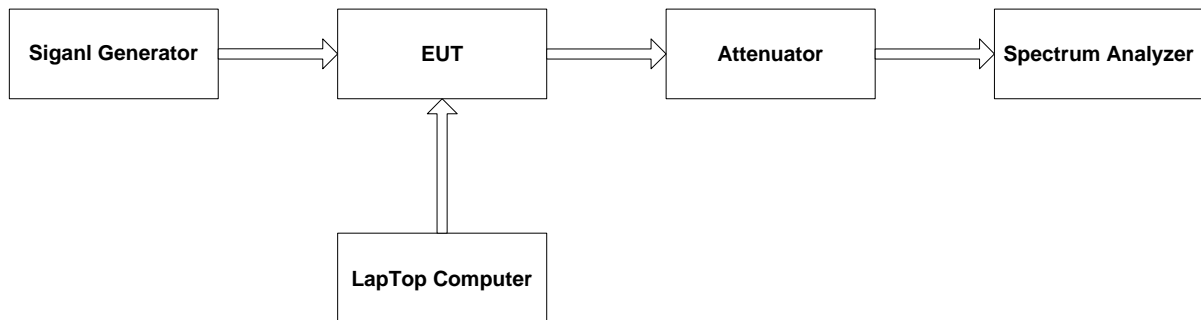 Siganl Generator
EUT
Attenuator
Spectrum Analyzer
LapTop Computer